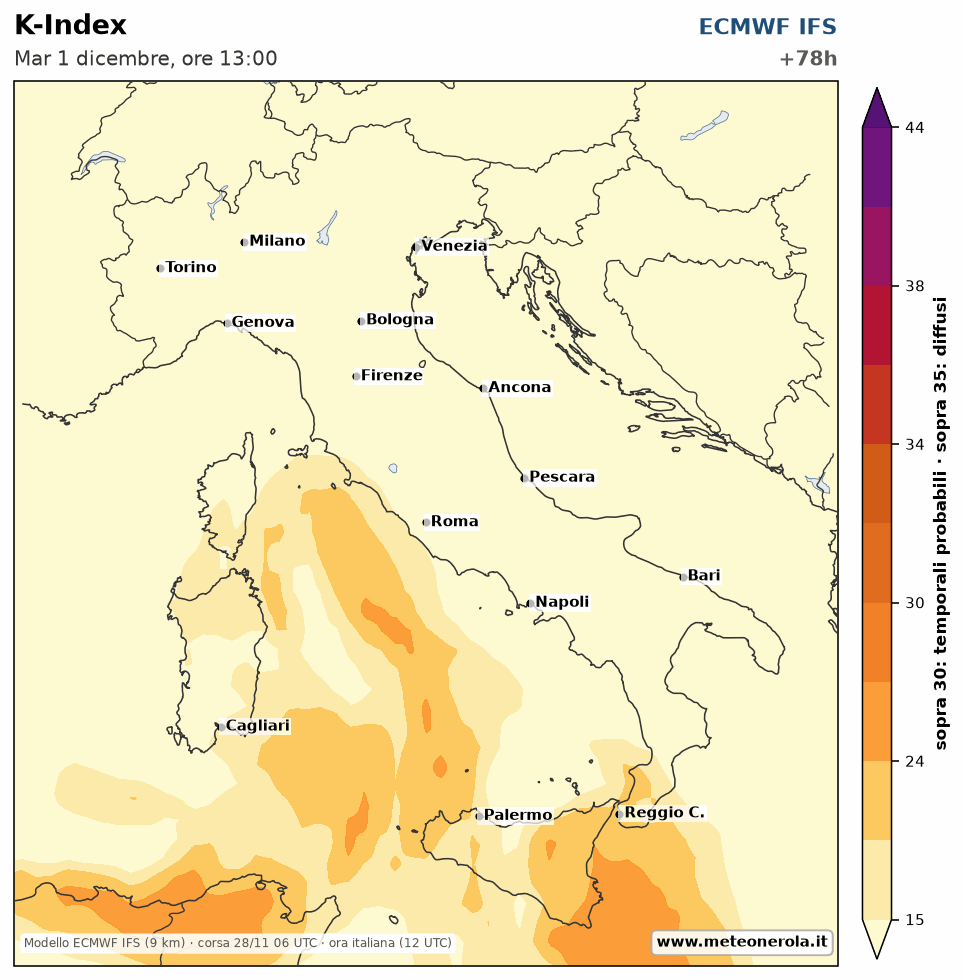 K-Index
ECMWF IFS
Mar 1 dicembre, ore 13:00
+78h
Milano
Venezia
Torino
Genova
Bologna
Firenze
Ancona
Pescara
Roma
Bari
Napoli
Cagliari
Palermo
Reggio C.
44
38
34
30
24
15
sopra 30: temporali probabili · sopra 35: diffusi
Modello ECMWF IFS (9 km) · corsa 28/11 06 UTC · ora italiana (12 UTC)
www.meteonerola.it